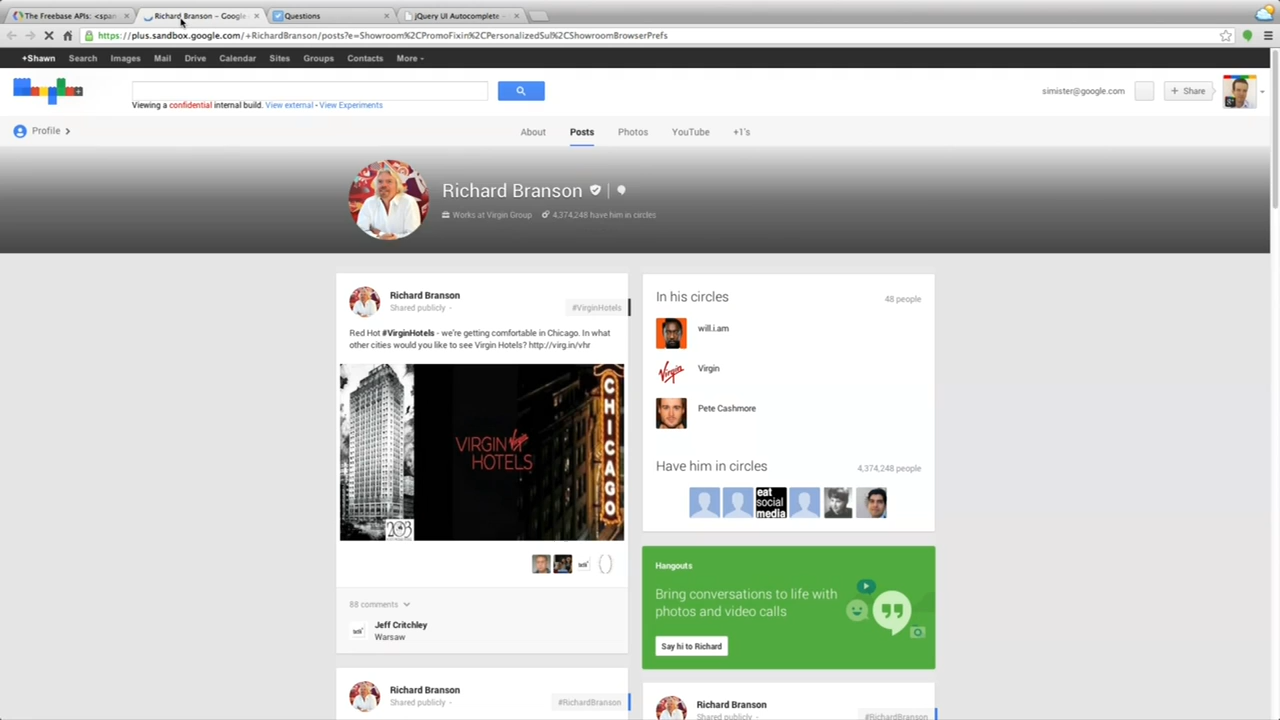 The Freebase APIs: <span
Richard Branson – Google
Questions
jQuery UI Autocomplete -
https://plus.sandbox.google.com/+RichardBranson/posts?e=Showroom%2CPromoFixin%2CPersonalizedSul%2CShowroomBrowserPrefs
+Shawn Search Images Mail Drive Calendar Sites Groups Contacts More
Viewing a confidential internal build. View external - View Experiments
simister@google.com
+ Share
Profile
About Posts Photos YouTube +1's
Richard Branson
Works at Virgin Group 4,374,248 have him in circles
Richard Branson
Shared publicly -
#VirginHotels
Red Hot #VirginHotels - we're getting comfortable in Chicago. In what
other cities would you like to see Virgin Hotels? http://virg.in/vhr
VIRGIN Virgin
HOTELS
CHICAGO
203
88 comments
Jeff Critchley
Warsaw
Richard Branson
Shared publicly -
#RichardBranson
In his circles
48 people
will.i.am
Virgin
Virgin
Pete Cashmore
Have him in circles
4,374,248 people
eat
social
media
Hangouts
Bring conversations to life with
photos and video calls
Say hi to Richard
Richard Branson
Shared publicly -
#RichardBranson